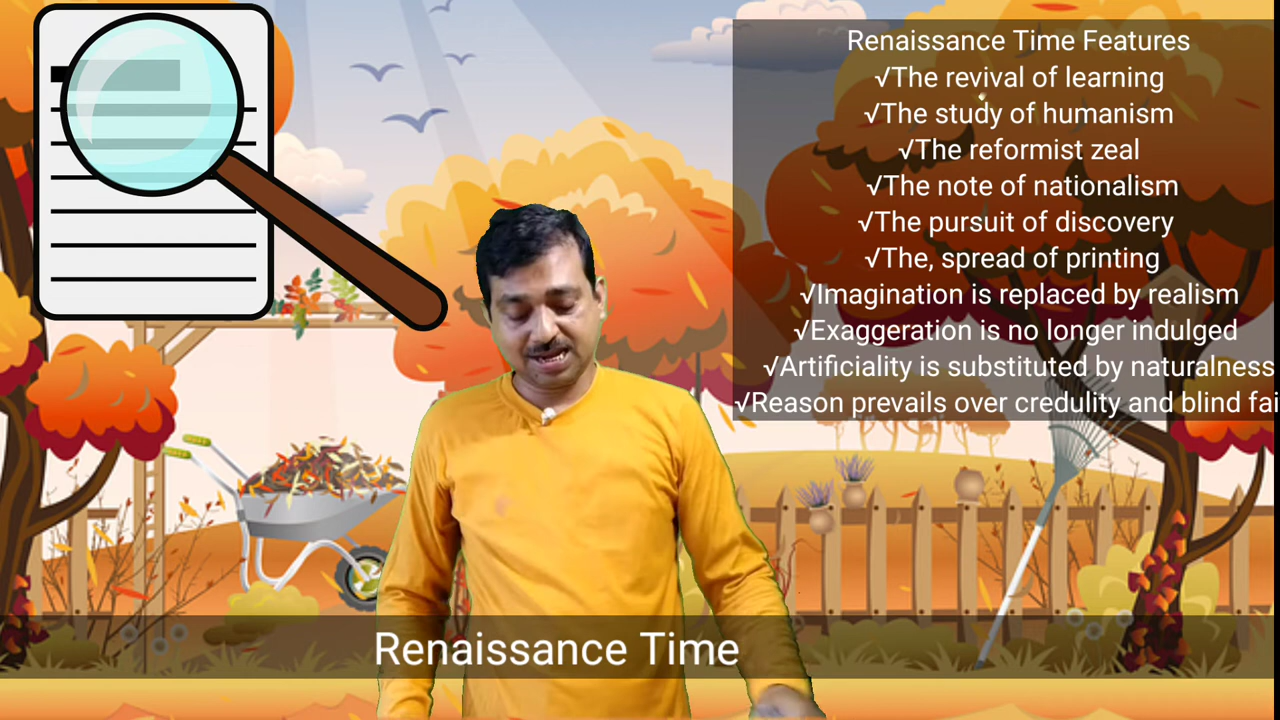 Renaissance Time Features
√The revival of learning
√The study of humanism
√The reformist zeal
√The note of nationalism
√The pursuit of discovery
√The, spread of printing
√Imagination is replaced by realism
√Exaggeration is no longer indulged
√Artificiality is substituted by naturalness
√Reason prevails over credulity and blind fai
Renaissance Time